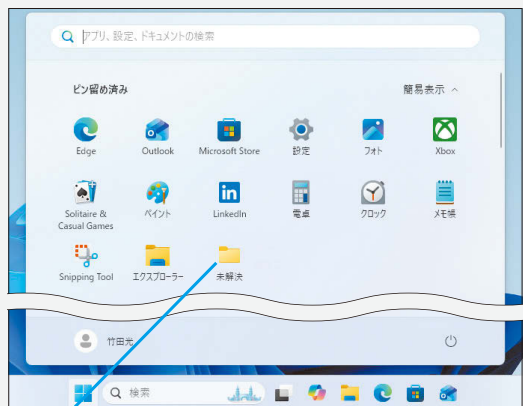 アプリ、設定、ドキュメントの検索
ピン留め済み
簡易表示
Edge
Outlook
Microsoft Store
設定
フォト
Xbox
Solitaire &
Casual Games
ペイント
LinkedIn
電卓
クロック
メモ帳
Snipping Tool
エクスプローラー
未解決
竹田光
検索